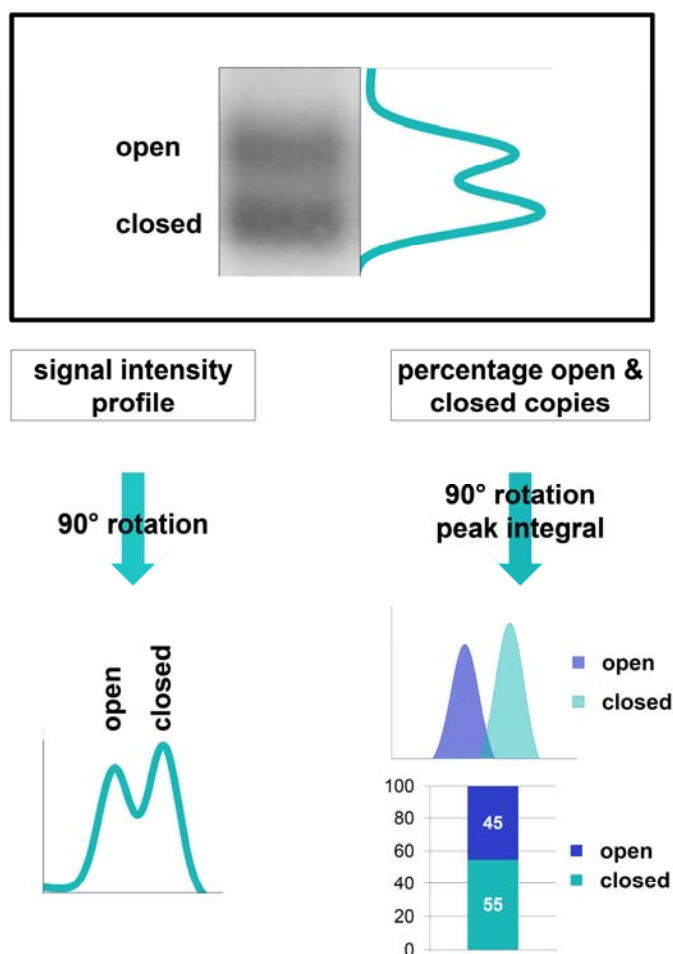 open
closed
signal intensity
profile
percentage open &
closed copies
90° rotation
90° rotation
peak integral
open
closed
open
closed
100
80
60
40
20
0
45
55
open
closed